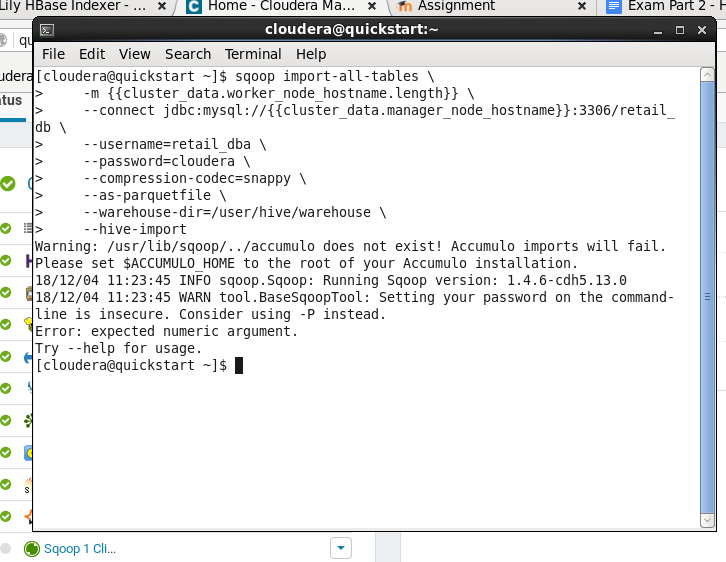 Lily HBase Indexer - ...
Home - Cloudera Ma...
Assignment
Exam Part 2 - H
qu
cloudera@quickstart:~
File Edit View Search Terminal Help
udera
atus
[cloudera@quickstart ~]$ sqoop import-all-tables \
> -m {{cluster_data.worker_node_hostname.length}} \
> --connect jdbc:mysql://{{cluster_data.manager_node_hostname}}:3306/retail_
db \
> --username=retail_dba \
> --password=cloudera \
> --compression-codec=snappy \
> --as-parquetfile \
> --warehouse-dir=/user/hive/warehouse \
> --hive-import
Warning: /usr/lib/sqoop/../accumulo does not exist! Accumulo imports will fail.
Please set $ACCUMULO_HOME to the root of your Accumulo installation.
18/12/04 11:23:45 INFO sqoop.Sqoop: Running Sqoop version: 1.4.6-cdh5.13.0
18/12/04 11:23:45 WARN tool.BaseSqoopTool: Setting your password on the command-
line is insecure. Consider using -P instead.
Error: expected numeric argument.
Try --help for usage.
[cloudera@quickstart ~]$
Sqoop 1 Cli...